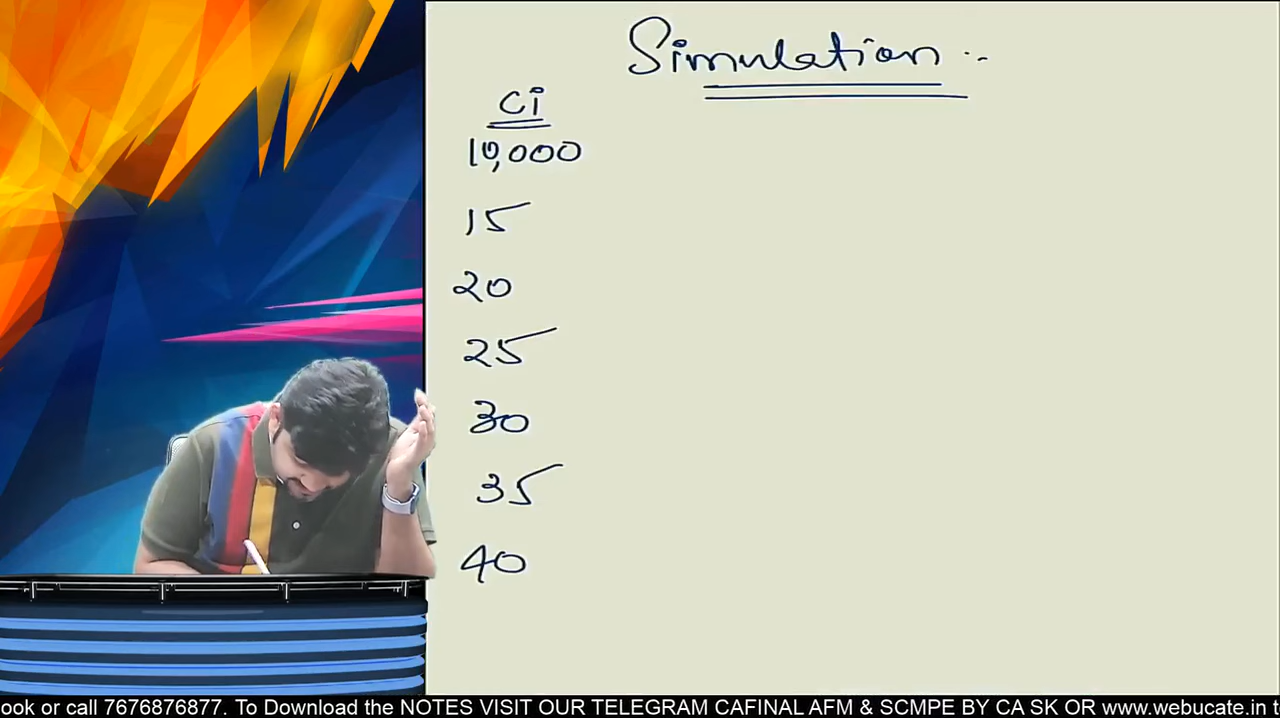 Simulation :-
Ci
10,000
15
20
25
30
35
40
ook or call 7676876877. To Download the NOTES VISIT OUR TELEGRAM CAFINAL AFM & SCMPE BY CA SK OR www.webucate.in t